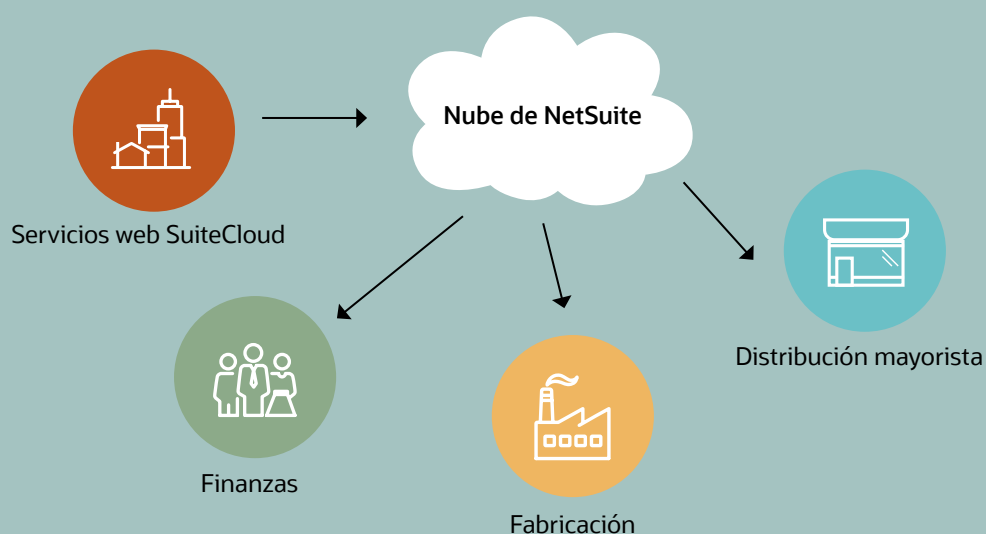 Nube de NetSuite
Servicios web SuiteCloud
Distribución mayorista
Finanzas
Fabricación